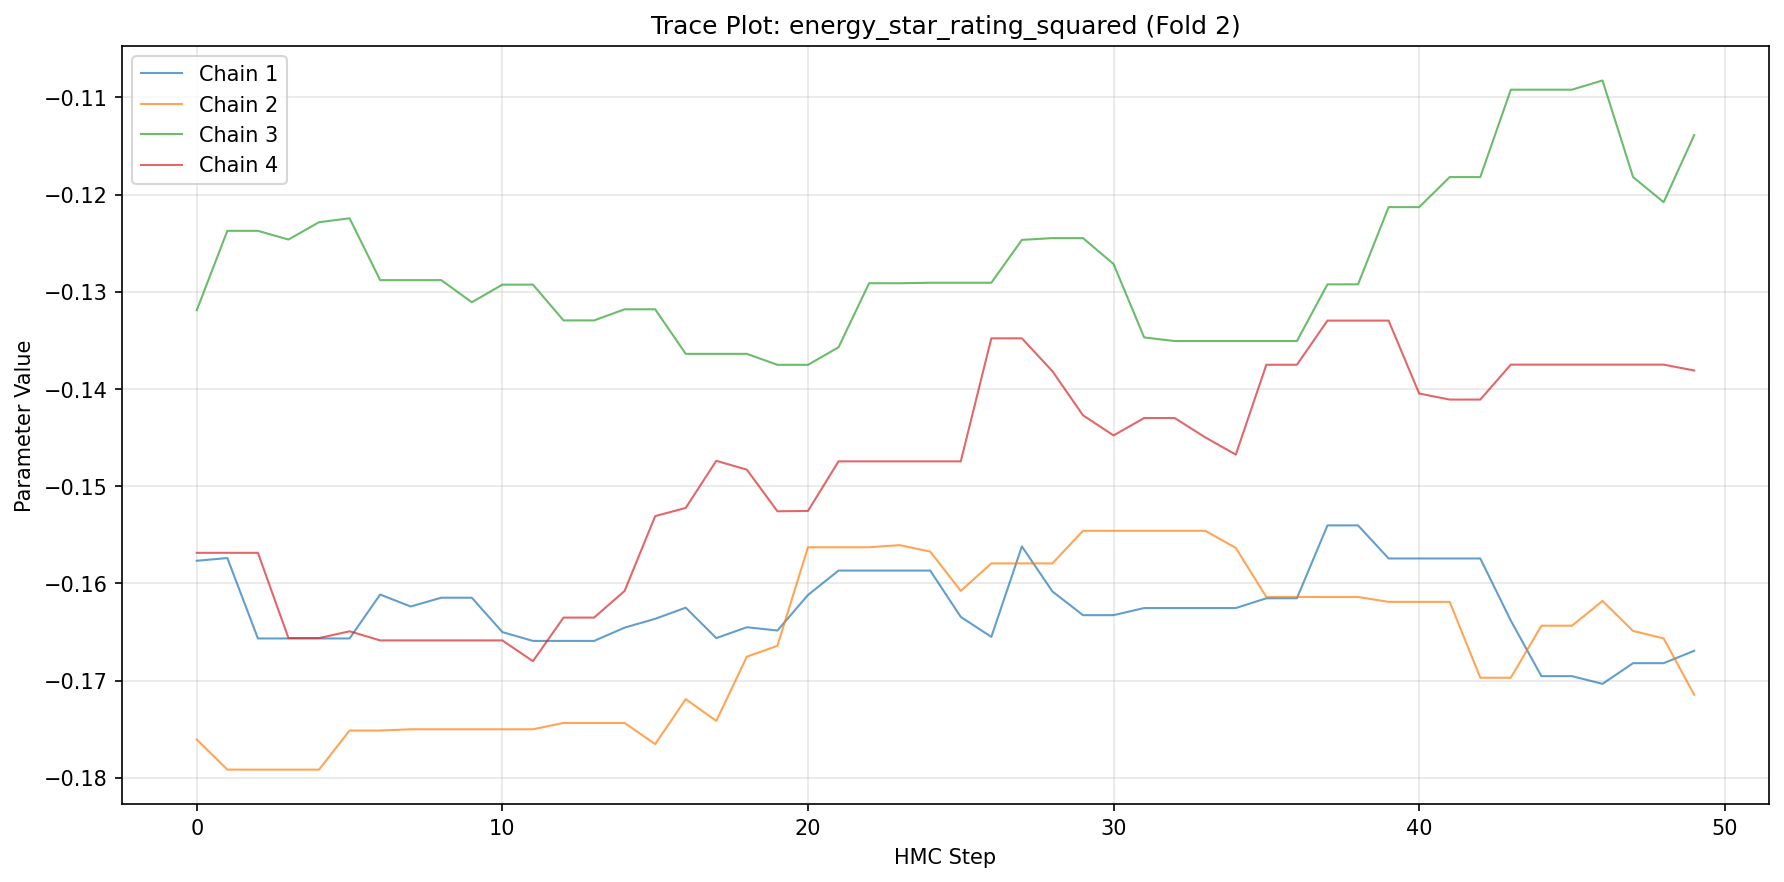 Trace Plot: energy_star_rating_squared (Fold 2)
Chain 1
Chain 2
Chain 3
Chain 4
−0.11
−0.12
−0.13
−0.14
−0.15
−0.16
−0.17
−0.18
Parameter Value
0 10 20 30 40 50
HMC Step